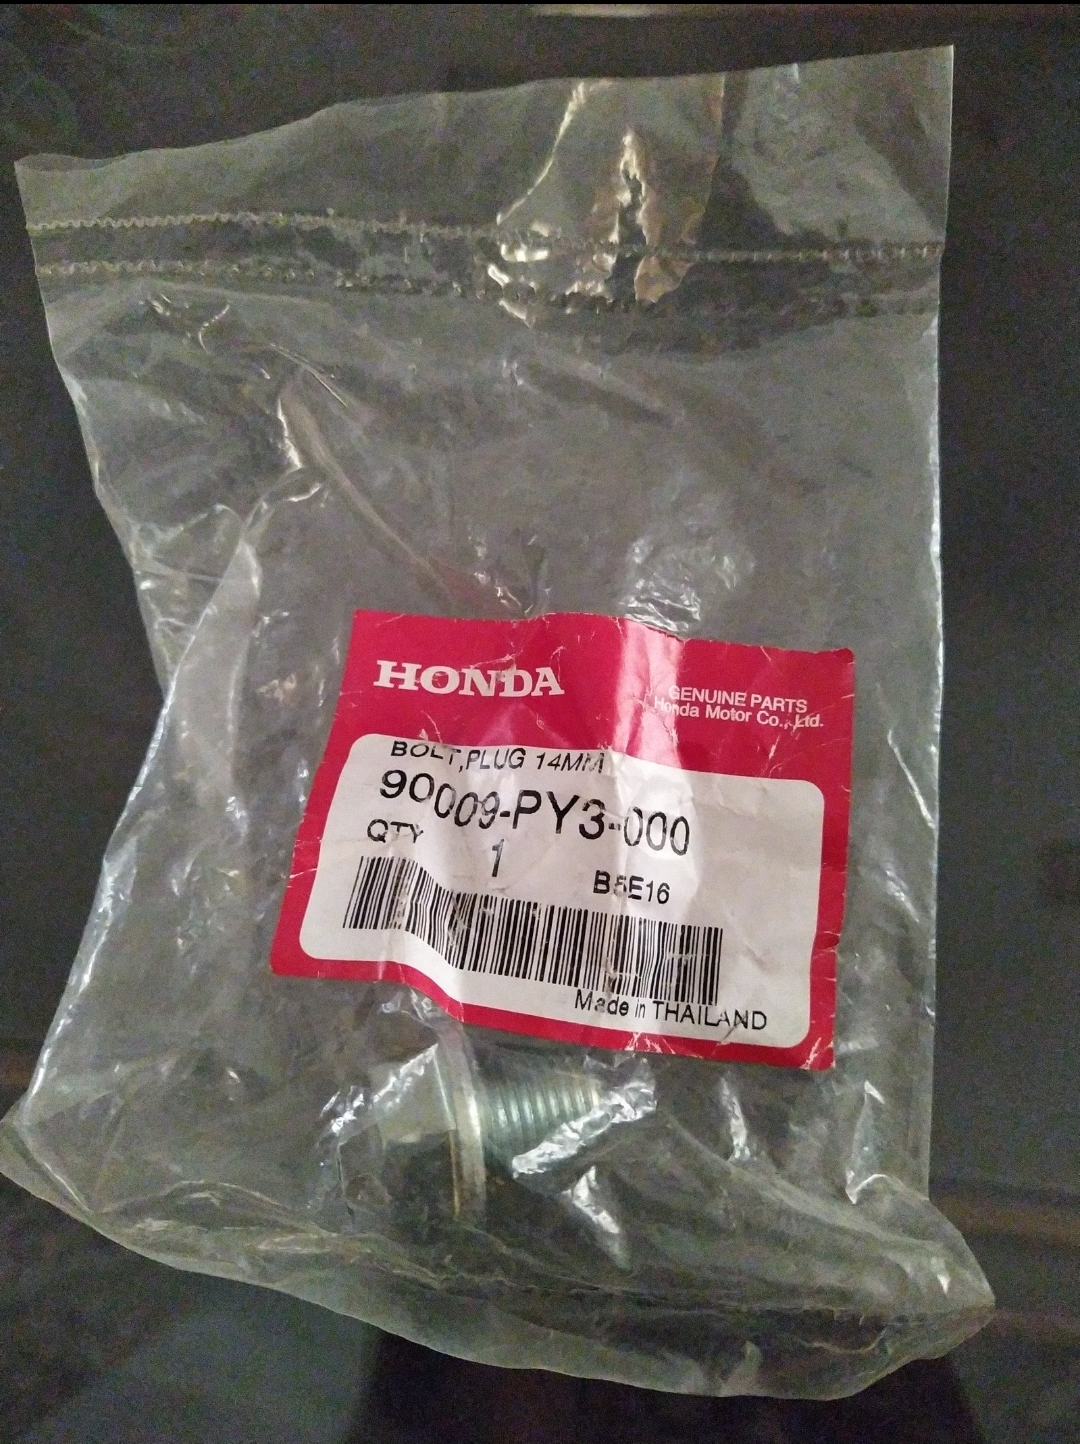 HONDA
GENUINE PARTS
Honda Motor Co., Ltd.
BOLT,PLUG 14MM
90009-PY3-000
QTY 1
B5E16
Made in THAILAND